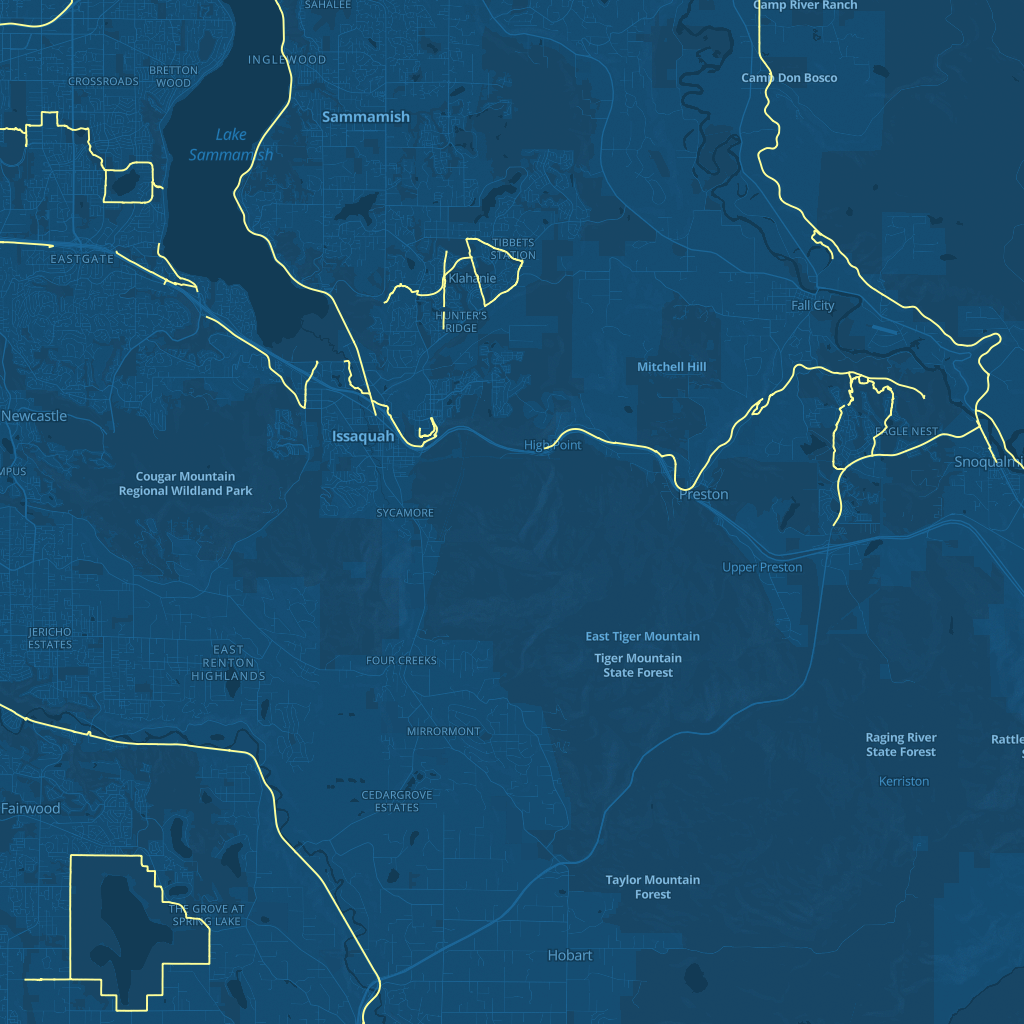 SAHALEE
Camp River Ranch
INGLEWOOD
BRETTON
WOOD
CROSSROADS
Camp Don Bosco
Sammamish
Lake
Sammamish
TIBBETS
STATION
EASTGATE
Klahanie
Fall City
HUNTER'S
RIDGE
Mitchell Hill
Newcastle
Issaquah
High Point
EAGLE NEST
Snoqualmi
MPUS
Cougar Mountain
Regional Wildland Park
Preston
SYCAMORE
Upper Preston
JERICHO
ESTATES
East Tiger Mountain
EAST
RENTON
HIGHLANDS
FOUR CREEKS
Tiger Mountain
State Forest
MIRRORMONT
Raging River
State Forest
Rattle
S
Kerriston
CEDARGROVE
ESTATES
Fairwood
Taylor Mountain
Forest
THE GROVE AT
SPRING LAKE
Hobart